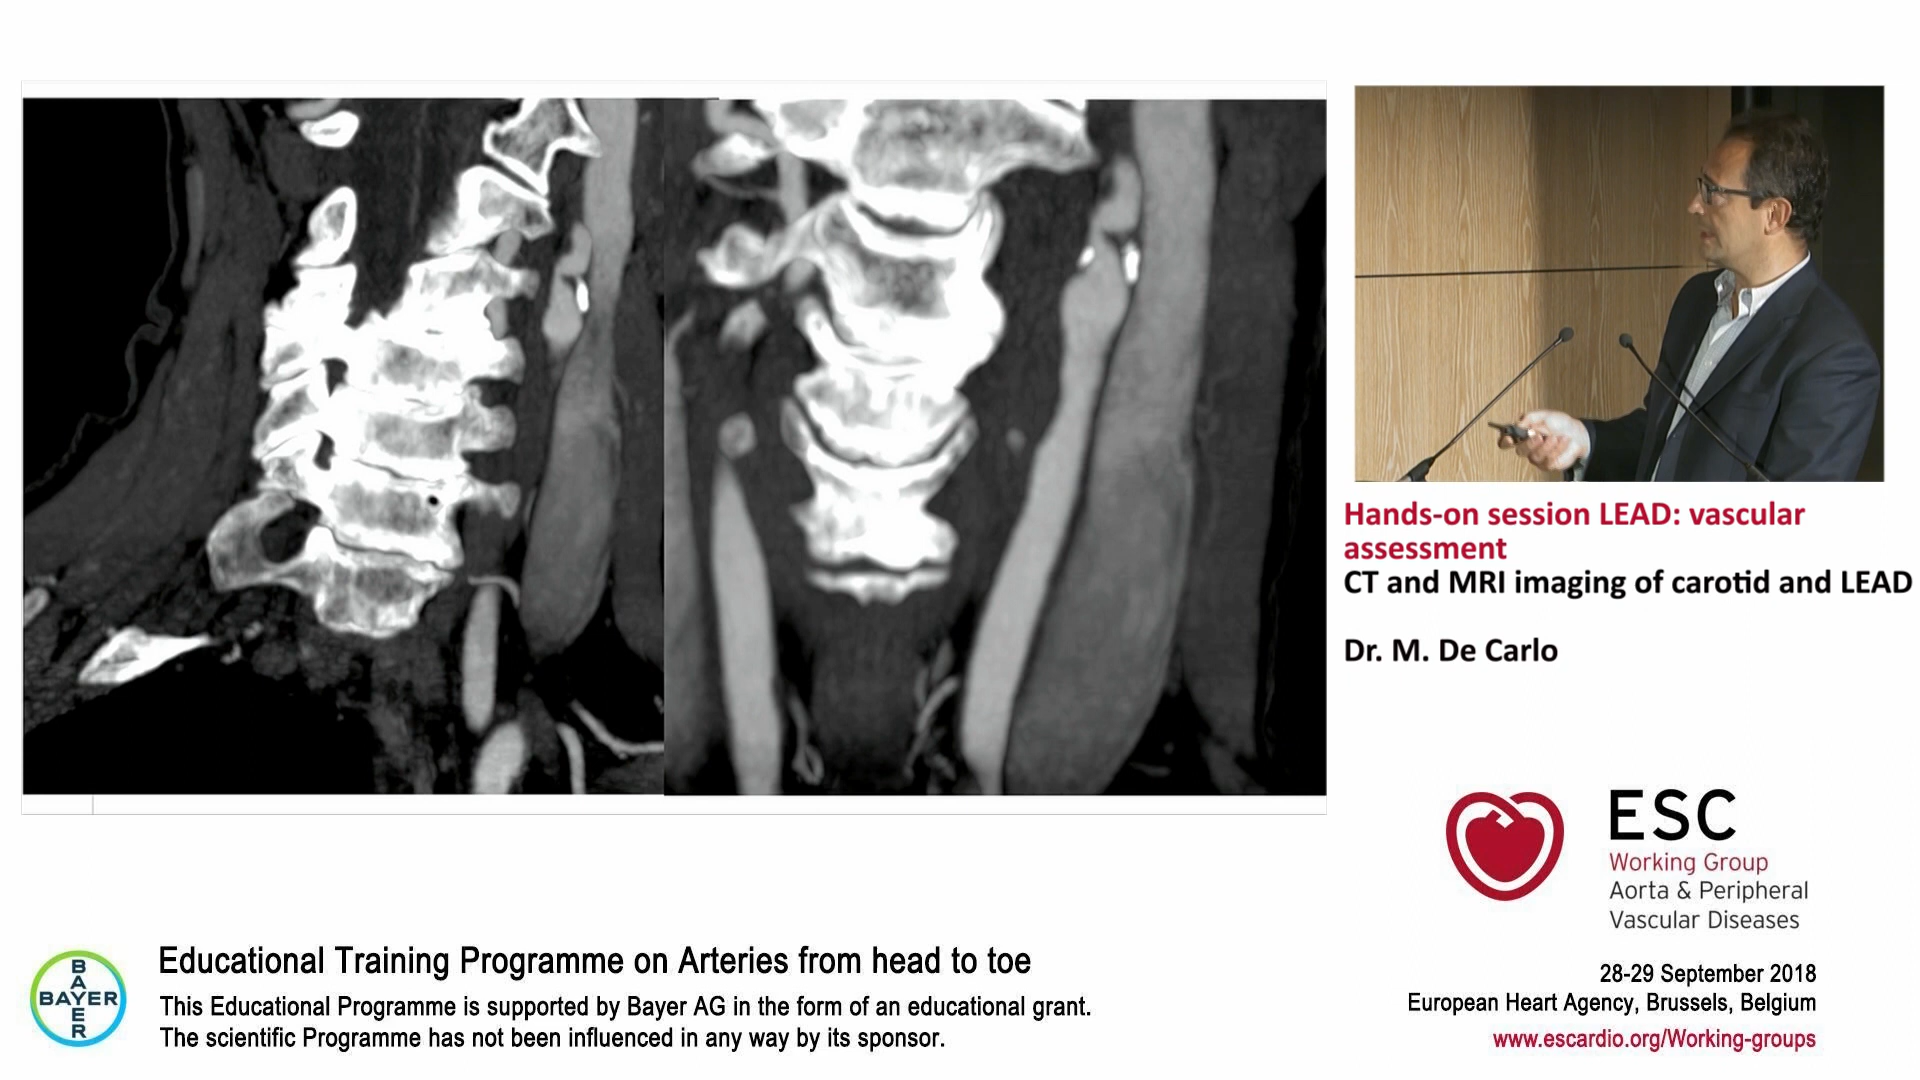 Hands-on session LEAD: vascular
assessment
CT and MRI imaging of carotid and LEAD
Dr. M. De Carlo
ESC
Working Group
Aorta & Peripheral
Vascular Diseases
BAYER
BAYER
Educational Training Programme on Arteries from head to toe
This Educational Programme is supported by Bayer AG in the form of an educational grant.
The scientific Programme has not been influenced in any way by its sponsor.
28-29 September 2018
European Heart Agency, Brussels, Belgium
www.escardio.org/Working-groups